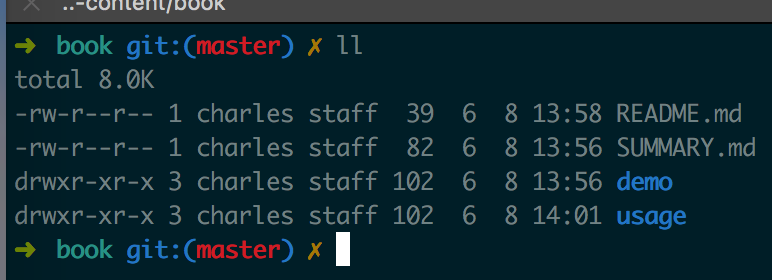 ..-content/book
➜ book git:(master) ✗ ll
total 8.0K
-rw-r--r-- 1 charles staff 39 6 8 13:58 README.md
-rw-r--r-- 1 charles staff 82 6 8 13:56 SUMMARY.md
drwxr-xr-x 3 charles staff 102 6 8 13:56 demo
drwxr-xr-x 3 charles staff 102 6 8 14:01 usage
➜ book git:(master) ✗